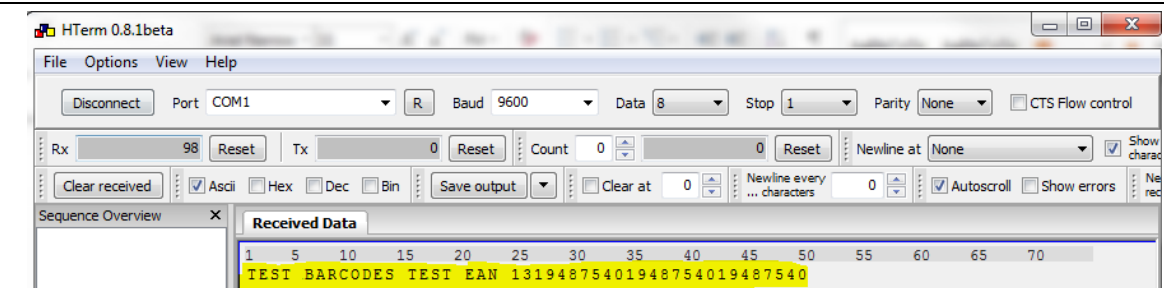 HTerm 0.8.1beta
File Options View Help
Disconnect Port COM1 R Baud 9600 Data 8 Stop 1 Parity None CTS Flow control
Rx 98 Reset Tx 0 Reset Count 0 0 Reset Newline at None Show
charac
Clear received Ascii Hex Dec Bin Save output Clear at 0 Newline every
... characters 0 Autoscroll Show errors Ne
rec
Sequence Overview X Received Data
1 5 10 15 20 25 30 35 40 45 50 55 60 65 70
TEST BARCODES TEST EAN 13194875401948754019487540